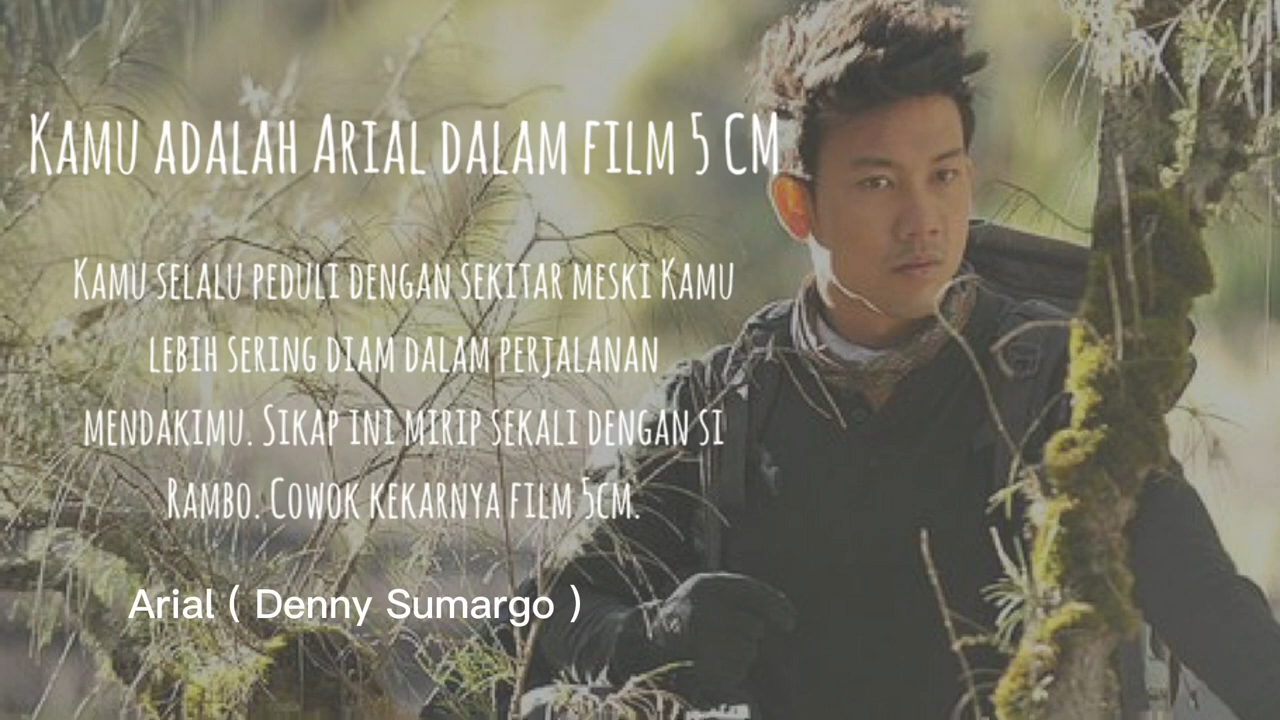 Kamu adalah Arial dalam film 5 CM
Kamu selalu peduli dengan sekitar meski Kamu
lebih sering diam dalam perjalanan
mendakimu. Sikap ini mirip sekali dengan si
Rambo. Cowok kekarnya film 5cm.
Arial ( Denny Sumargo )